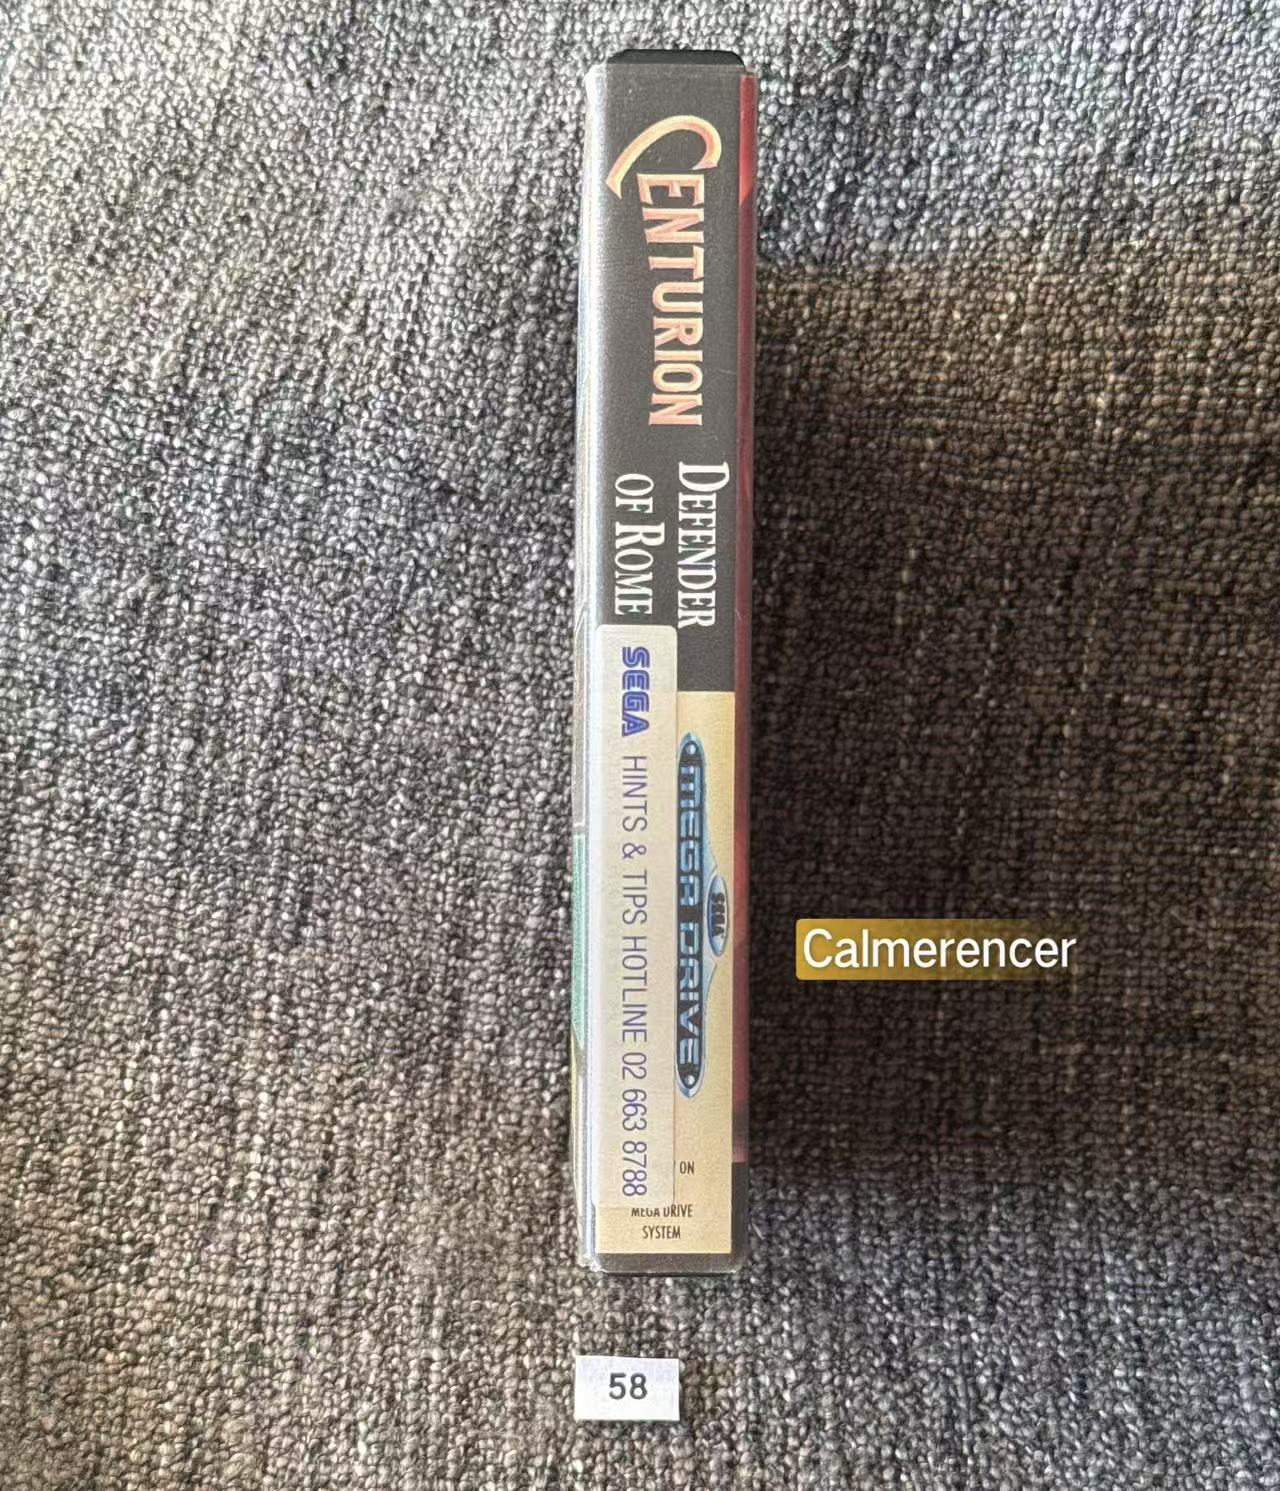 CENTURION
DEFENDER
OF ROME
SEGA HINTS & TIPS HOTLINE 02 663 8788
SEGA
MEGA DRIVE
ON
MEGA DRIVE
SYSTEM
Calmerencer
58